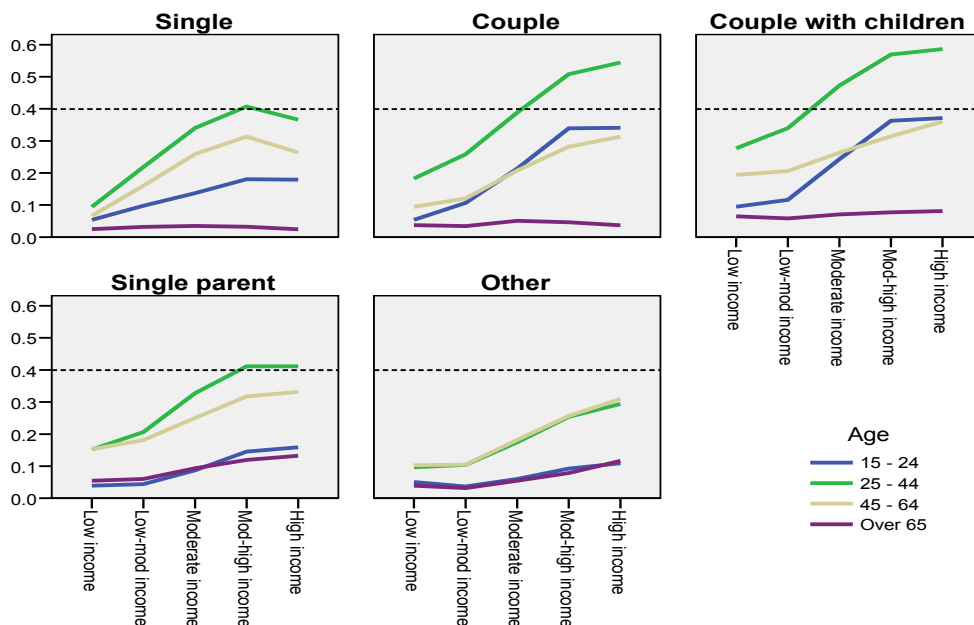 Single
Couple
Couple with children
0.6
0.5
0.4
0.3
0.2
0.1
0.0
Low income
Low-mod income
Moderate income
Mod-high income
High income
Single parent
Other
0.6
0.5
0.4
0.3
0.2
0.1
0.0
Low income
Low-mod income
Moderate income
Mod-high income
High income
Low income
Low-mod income
Moderate income
Mod-high income
High income
Age
15 - 24
25 - 44
45 - 64
Over 65